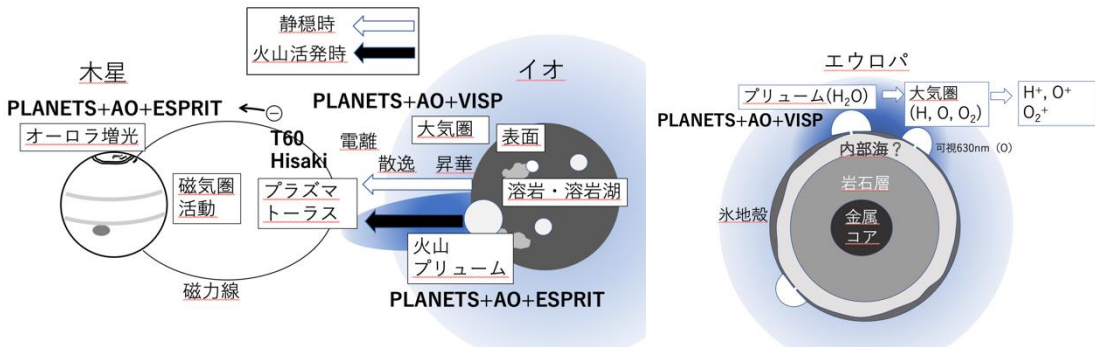 静穏時
火山活発時
木星
PLANETS+AO+ESPRIT
オーロラ増光
磁気圏
活動
磁力線
T60
Hisaki
プラズマ
トーラス
イオ
PLANETS+AO+VISP
大気圏
表面
電離
散逸
昇華
溶岩・溶岩湖
火山
プリューム
PLANETS+AO+ESPRIT
エウロパ
プリューム(H₂O)
大気圏
(H, O, O₂)
H⁺, O⁺
O₂⁺
PLANETS+AO+VISP
可視630nm（O）
内部海？
岩石層
氷地殻
金属
コア